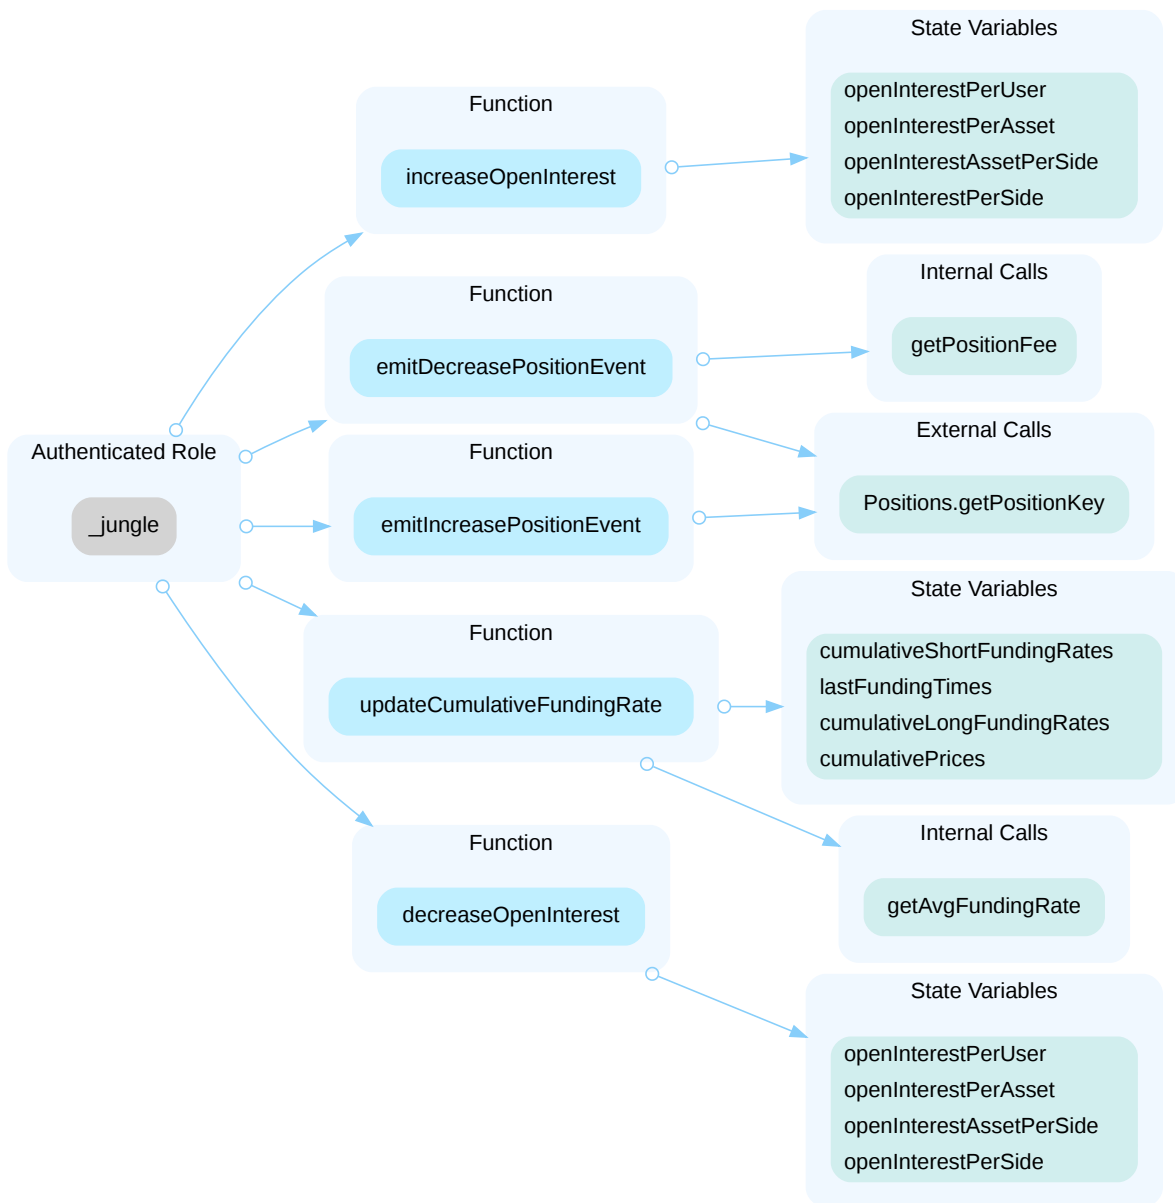 State Variables
openInterestPerUser
openInterestPerAsset
openInterestAssetPerSide
openInterestPerSide
Function
increaseOpenInterest
Internal Calls
getPositionFee
Function
emitDecreasePositionEvent
External Calls
Positions.getPositionKey
Authenticated Role
_jungle
Function
emitIncreasePositionEvent
State Variables
cumulativeShortFundingRates
lastFundingTimes
cumulativeLongFundingRates
cumulativePrices
Function
updateCumulativeFundingRate
Internal Calls
getAvgFundingRate
Function
decreaseOpenInterest
State Variables
openInterestPerUser
openInterestPerAsset
openInterestAssetPerSide
openInterestPerSide